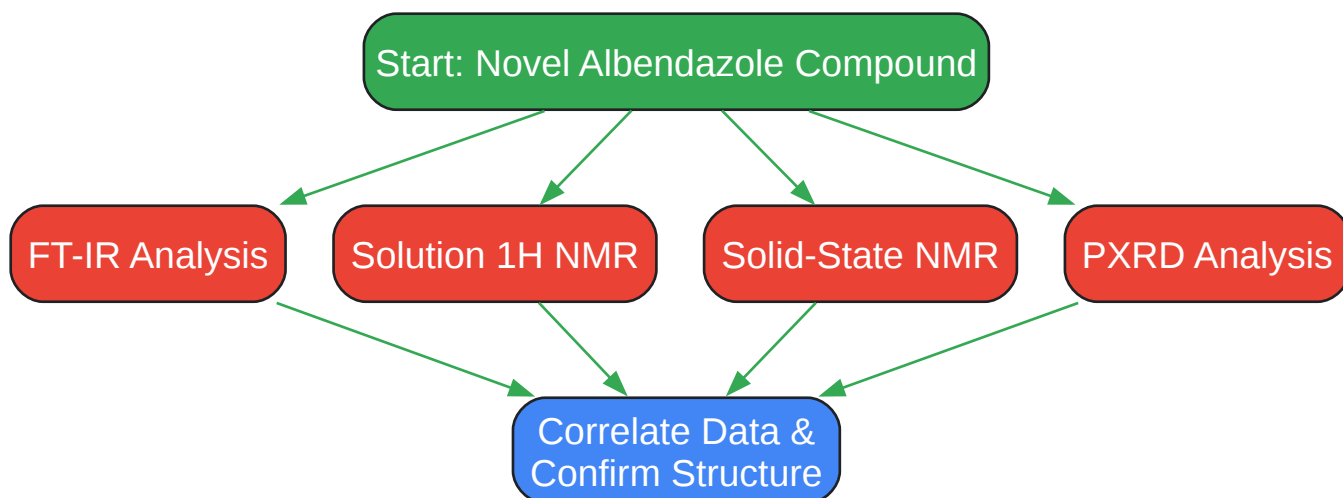 Start: Novel Albendazole Compound
FT-IR Analysis
Solution 1H NMR
Solid-State NMR
PXRD Analysis
Correlate Data &
Confirm Structure